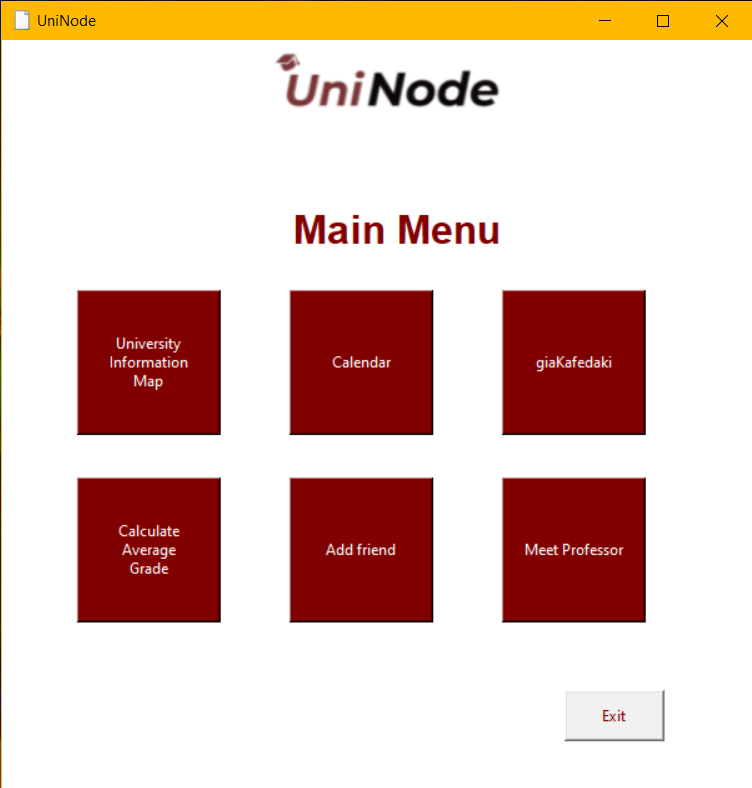 UniNode
UniNode
Main Menu
University
Information
Map
Calendar
giaKafedaki
Calculate
Average
Grade
Add friend
Meet Professor
Exit